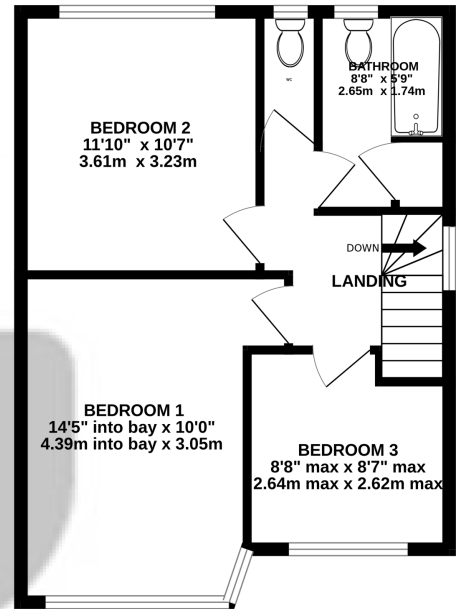 WC
BATHROOM
8'8" x 5'9"
2.65m x 1.74m
BEDROOM 2
11'10" x 10'7"
3.61m x 3.23m
DOWN
LANDING
BEDROOM 1
14'5" into bay x 10'0"
4.39m into bay x 3.05m
BEDROOM 3
8'8" max x 8'7" max
2.64m max x 2.62m max